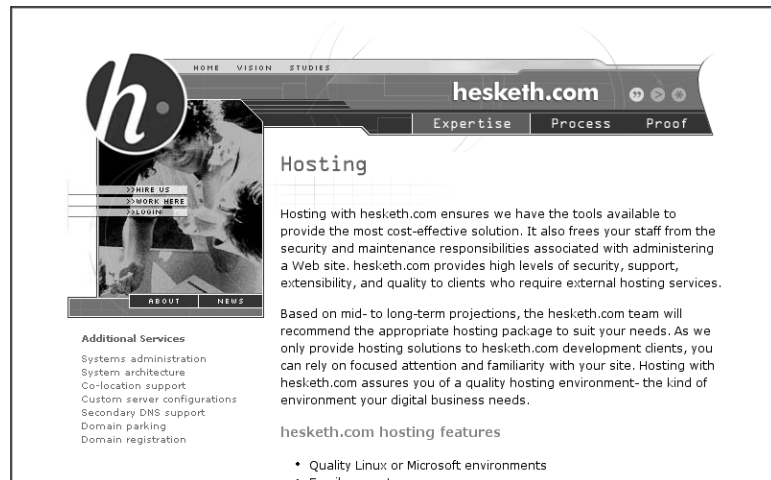 HOME VISION STUDIES
h.
hesketh.com
Expertise Process Proof
Hosting
>>HIRE US
>>WORK HERE
>>LOGIN
Hosting with hesketh.com ensures we have the tools available to
provide the most cost-effective solution. It also frees your staff from the
security and maintenance responsibilities associated with administering
a Web site. hesketh.com provides high levels of security, support,
extensibility, and quality to clients who require external hosting services.
ABOUT NEWS
Based on mid- to long-term projections, the hesketh.com team will
recommend the appropriate hosting package to suit your needs. As we
only provide hosting solutions to hesketh.com development clients, you
can rely on focused attention and familiarity with your site. Hosting with
hesketh.com assures you of a quality hosting environment- the kind of
environment your digital business needs.
Additional Services
Systems administration
System architecture
Co-location support
Custom server configurations
Secondary DNS support
Domain parking
Domain registration
hesketh.com hosting features
• Quality Linux or Microsoft environments